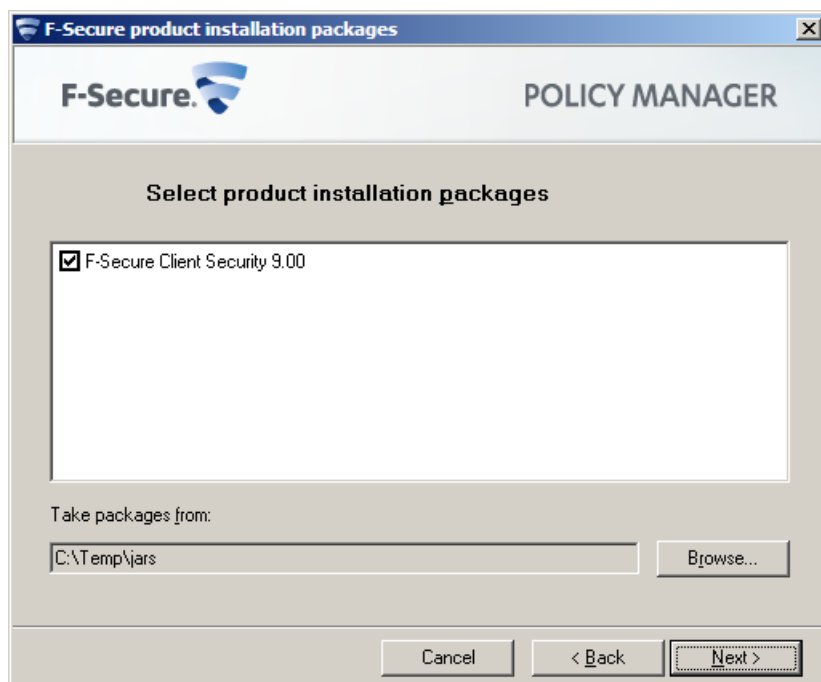 F-Secure product installation packages
F-Secure. POLICY MANAGER
Select product installation packages
F-Secure Client Security 9.00
Take packages from:
C:\Temp\jars Browse...
Cancel < Back Next >